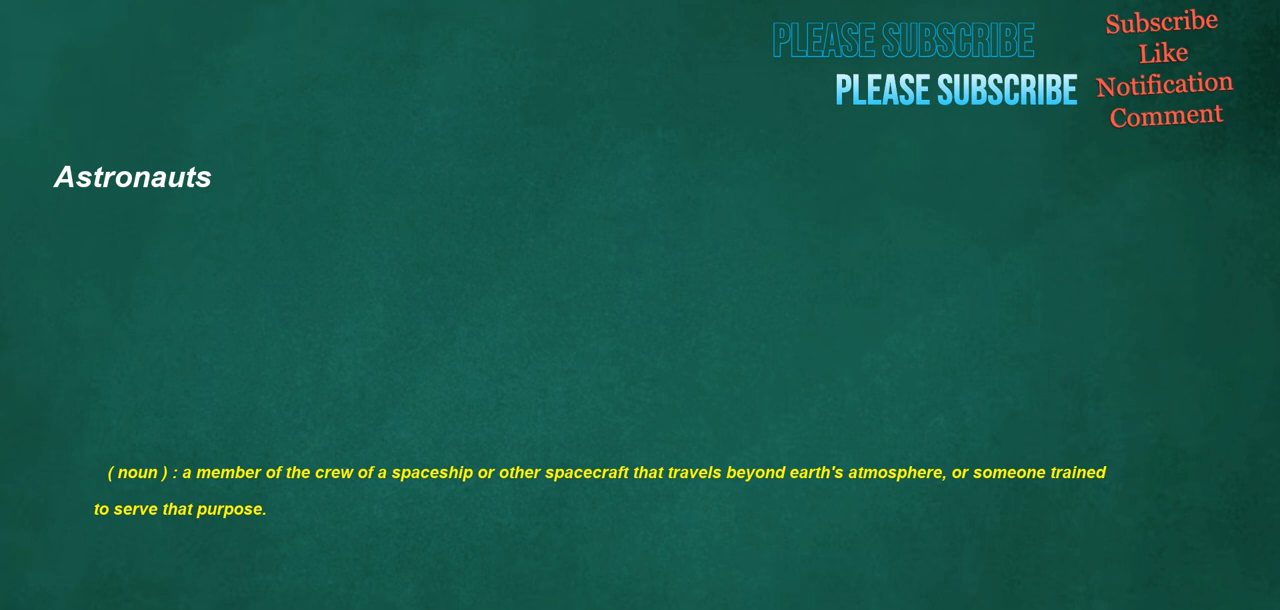 PLEASE SUBSCRIBE
PLEASE SUBSCRIBE
Subscribe
Like
Notification
Comment
Astronauts
( noun ) : a member of the crew of a spaceship or other spacecraft that travels beyond earth's atmosphere, or someone trained
to serve that purpose.